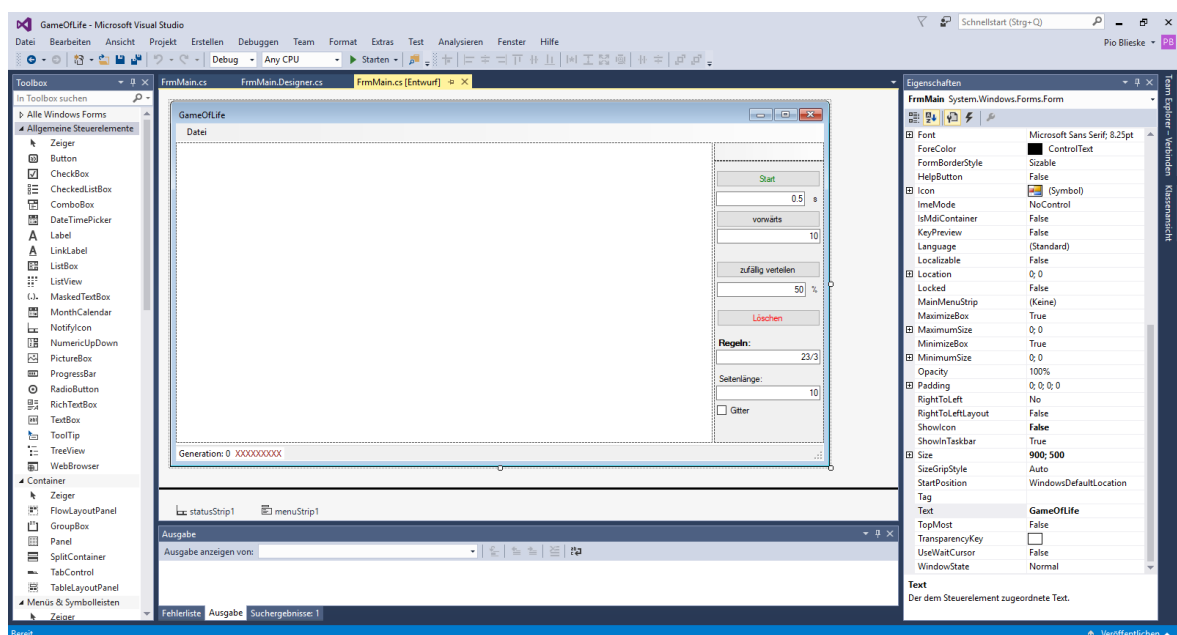 GameOfLife - Microsoft Visual Studio
Schnellstart (Strg+Q)
Datei Bearbeiten Ansicht Projekt Erstellen Debuggen Team Format Extras Test Analysieren Fenster Hilfe
Pio Blieske
PB
Debug Any CPU Starten
Toolbox
In Toolbox suchen
Alle Windows Forms
Allgemeine Steuerelemente
Zeiger
Button
CheckBox
CheckedListBox
ComboBox
DateTimePicker
Label
LinkLabel
ListBox
ListView
MaskedTextBox
MonthCalendar
NotifyIcon
NumericUpDown
PictureBox
ProgressBar
RadioButton
RichTextBox
TextBox
ToolTip
TreeView
WebBrowser
Container
Zeiger
FlowLayoutPanel
GroupBox
Panel
SplitContainer
TabControl
TableLayoutPanel
Menüs & Symbolleisten
Zeiger
FrmMain.cs FrmMain.Designer.cs FrmMain.cs [Entwurf]
GameOfLife
Datei
Start
0.5 s
vorwärts
10
zufällig verteilen
50 %
Löschen
Regeln:
23/3
Seitenlänge:
10
Gitter
Generation: 0 XXXXXXXXX
statusStrip1 menuStrip1
Ausgabe
Ausgabe anzeigen von:
Fehlerliste Ausgabe Suchergebnisse: 1
Eigenschaften
FrmMain System.Windows.Forms.Form
Font Microsoft Sans Serif; 8.25pt
ForeColor ControlText
FormBorderStyle Sizable
HelpButton False
Icon (Symbol)
ImeMode NoControl
IsMdiContainer False
KeyPreview False
Language (Standard)
Localizable False
Location 0; 0
Locked False
MainMenuStrip (Keine)
MaximizeBox True
MaximumSize 0; 0
MinimizeBox True
MinimumSize 0; 0
Opacity 100%
Padding 0; 0; 0; 0
RightToLeft No
RightToLeftLayout False
ShowIcon False
ShowInTaskbar True
Size 900; 500
SizeGripStyle Auto
StartPosition WindowsDefaultLocation
Tag
Text GameOfLife
TopMost False
TransparencyKey
UseWaitCursor False
WindowState Normal
Text
Der dem Steuerelement zugeordnete Text.
Team Explorer – Verbinden
Klassenansicht
Bereit
Veröffentlichen